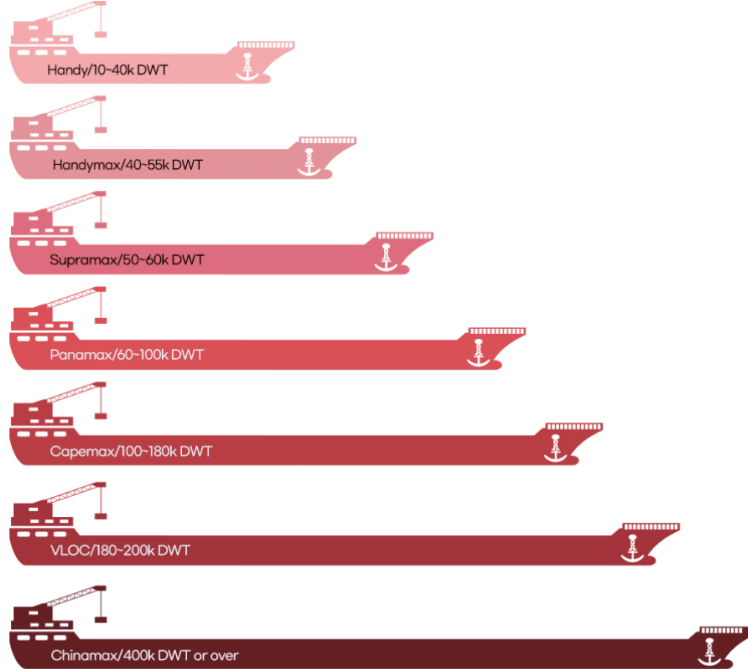 Handy/10~40k DWT
Handymax/40~55k DWT
Supramax/50~60k DWT
Panamax/60~100k DWT
Capemax/100~180k DWT
VLOC/180~200k DWT
Chinamax/400k DWT or over